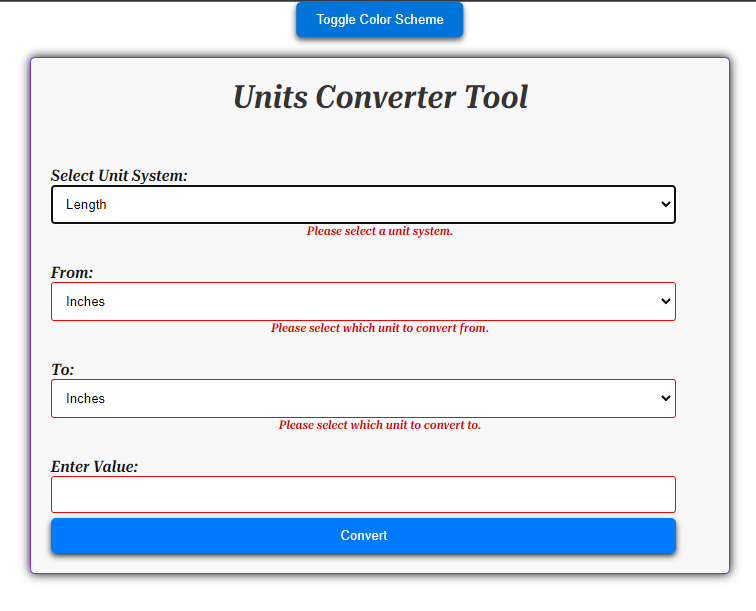 Toggle Color Scheme
Units Converter Tool
Select Unit System:
Length
Please select a unit system.
From:
Inches
Please select which unit to convert from.
To:
Inches
Please select which unit to convert to.
Enter Value:
Convert